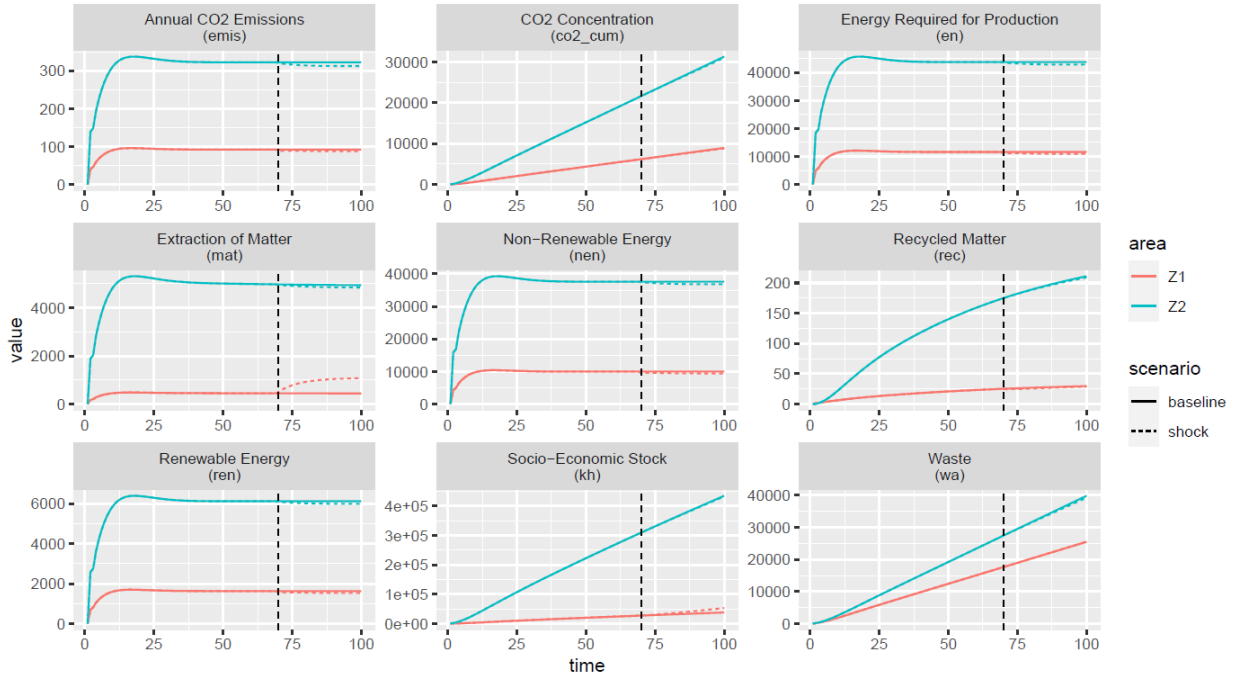 Annual CO2 Emissions
(emis)
CO2 Concentration
(co2_cum)
Energy Required for Production
(en)
300
200
100
0
0
25
50
75
100
30000
20000
10000
0
0
25
50
75
100
40000
30000
20000
10000
0
0
25
50
75
100
Extraction of Matter
(mat)
Non−Renewable Energy
(nen)
Recycled Matter
(rec)
4000
2000
0
0
25
50
75
100
40000
30000
20000
10000
0
0
25
50
75
100
200
150
100
50
0
0
25
50
75
100
Renewable Energy
(ren)
Socio−Economic Stock
(kh)
Waste
(wa)
6000
4000
2000
0
0
25
50
75
100
4e+05
3e+05
2e+05
1e+05
0e+00
0
25
50
75
100
40000
30000
20000
10000
0
0
25
50
75
100
value
time
area
Z1
Z2
scenario
baseline
shock